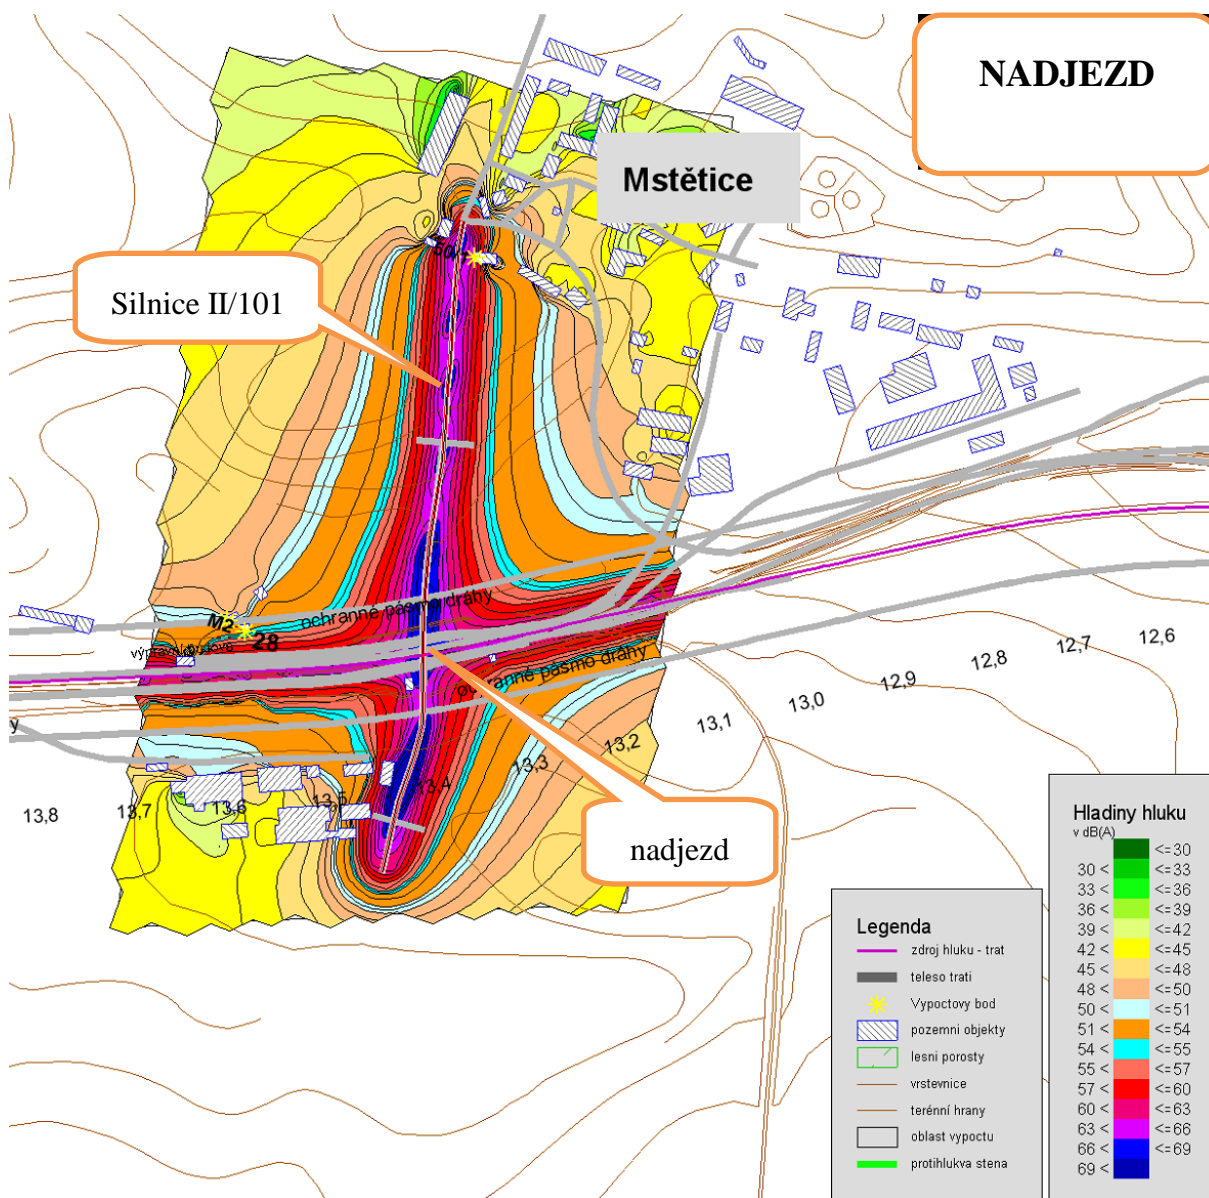 NADJEZD
Mstětice
Silnice II/101
50/1
M2
28
ochranné pásmo dráhy
výpravní budova
ochranné pásmo dráhy
12,6
12,7
12,8
12,9
13,0
13,1
13,2
13,3
13,4
13,5
13,6
13,7
13,8
nadjezd
Legenda
zdroj hluku - trat
teleso trati
Vypoctovy bod
pozemni objekty
lesni porosty
vrstevnice
terénní hrany
oblast vypoctu
protihlukva stena
Hladiny hluku
v dB(A)
<=30
30 < <=33
33 < <=36
36 < <=39
39 < <=42
42 < <=45
45 < <=48
48 < <=50
50 < <=51
51 < <=54
54 < <=55
55 < <=57
57 < <=60
60 < <=63
63 < <=66
66 < <=69
69 <